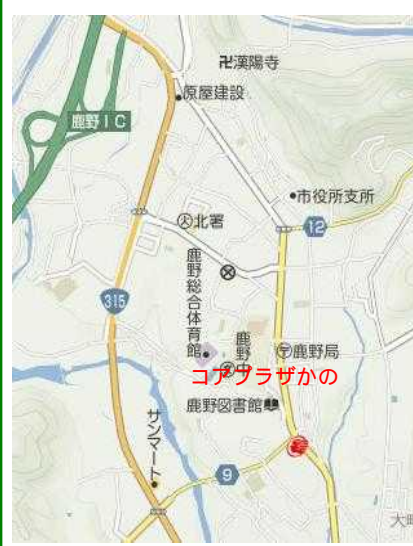 卍漢陽寺
原屋建設
鹿野IC
市役所支所
12
北署
鹿野総合体育館
315
鹿野中
鹿野局
コアプラザかの
鹿野図書館
サンマート
9
大町